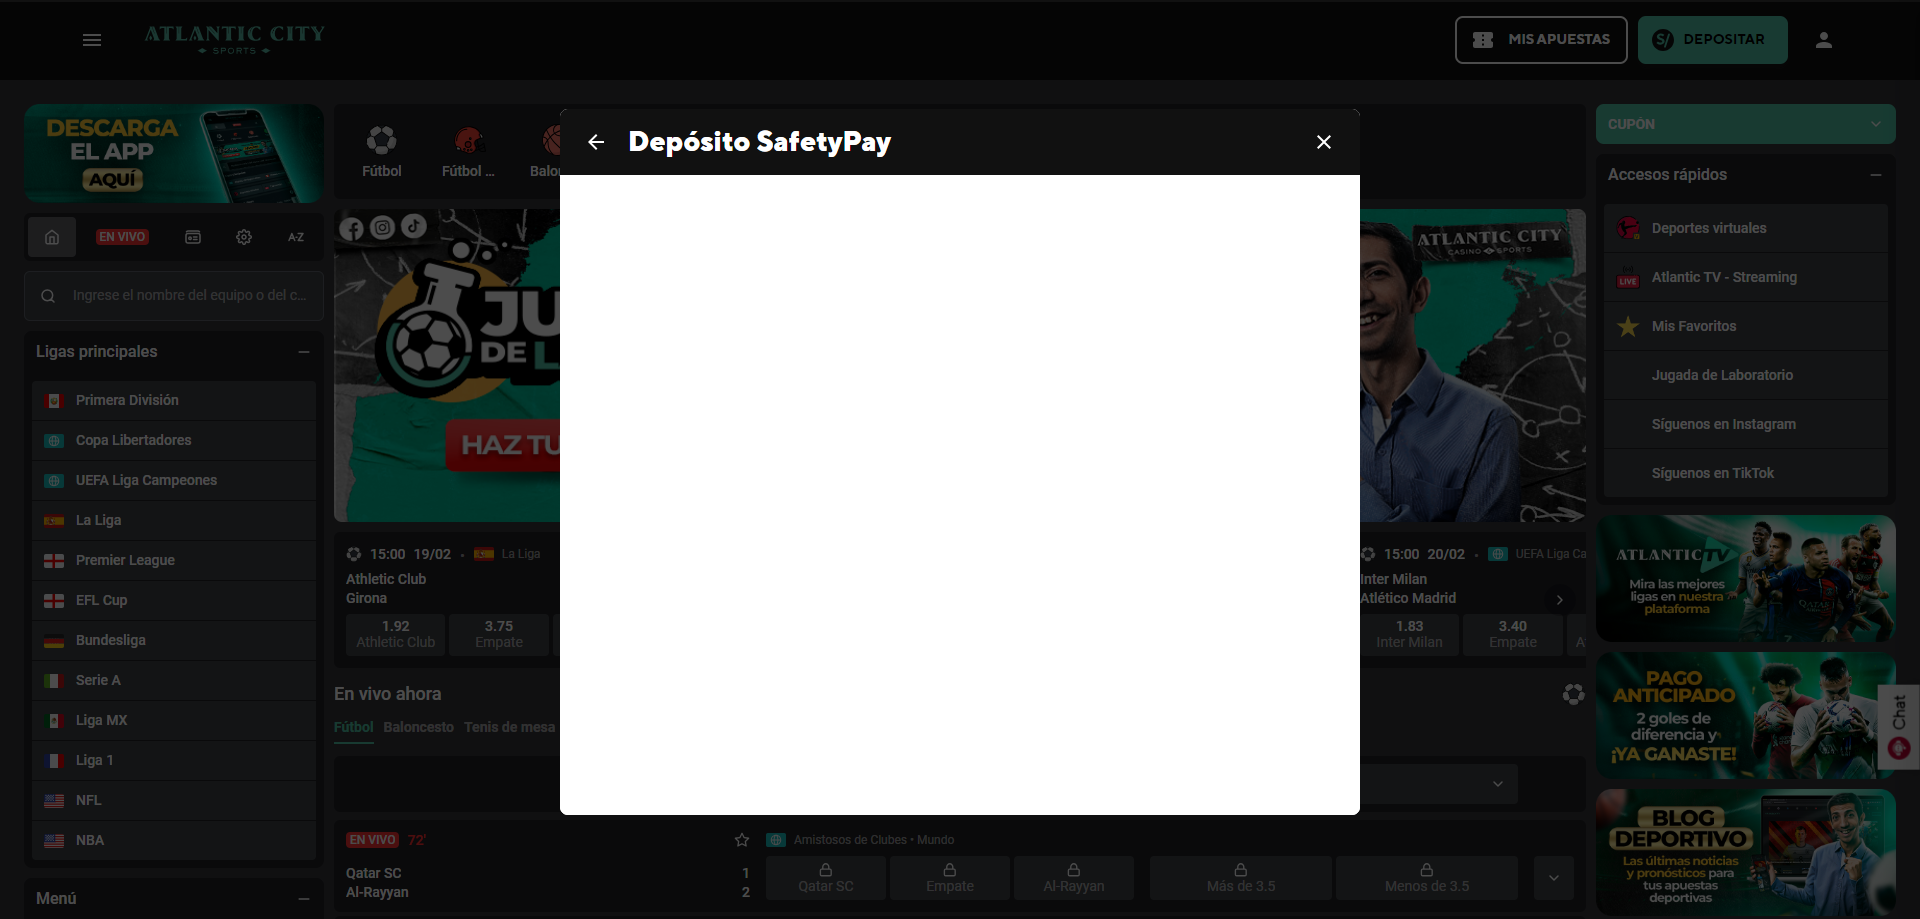 ATLANTIC CITY
SPORTS
MIS APUESTAS
S/ DEPOSITAR
DESCARGA
EL APP
AQUÍ
EN VIVO
A-Z
Ingrese el nombre del equipo o del c...
Ligas principales
Primera División
Copa Libertadores
UEFA Liga Campeones
La Liga
Premier League
EFL Cup
Bundesliga
Serie A
Liga MX
Liga 1
NFL
NBA
Menú
Fútbol
Fútbol ...
Balon
Depósito SafetyPay
JU
DE L
HAZ TU
ATLANTIC CITY
CASINO SPORTS
15:00 19/02 • La Liga
Athletic Club
Girona
1.92
Athletic Club
3.75
Empate
15:00 20/02 • UEFA Liga Ca
Inter Milan
Atlético Madrid
1.83
Inter Milan
3.40
Empate
A
En vivo ahora
Fútbol
Baloncesto
Tenis de mesa
EN VIVO 72'
Qatar SC 1
Al-Rayyan 2
Amistosos de Clubes • Mundo
Qatar SC
Empate
Al-Rayyan
Más de 3.5
Menos de 3.5
CUPÓN
Accesos rápidos
Deportes virtuales
LIVE
Atlantic TV - Streaming
Mis Favoritos
Jugada de Laboratorio
Síguenos en Instagram
Síguenos en TikTok
ATLANTIC TV
Mira las mejores
ligas en nuestra
plataforma
PAGO
ANTICIPADO
2 goles de
diferencia y
¡YA GANASTE!
Chat
BLOG
DEPORTIVO
Las últimas noticias
y pronósticos para
tus apuestas
deportivas